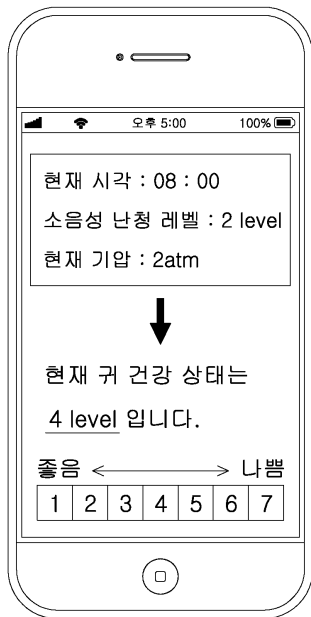 오후 5:00 100%
현재 시각 : 08 : 00
소음성 난청 레벨 : 2 level
현재 기압 : 2atm
현재 귀 건강 상태는
4 level 입니다.
좋음 나쁨
1 2 3 4 5 6 7